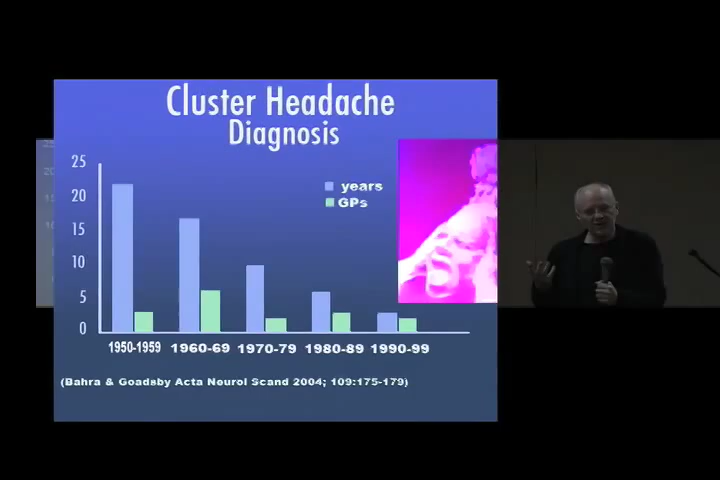 Cluster Headache
Diagnosis
25
20
15
10
5
0
years
GPs
1950-1959 1960-69 1970-79 1980-89 1990-99
(Bahra & Goadsby Acta Neurol Scand 2004; 109:175-179)